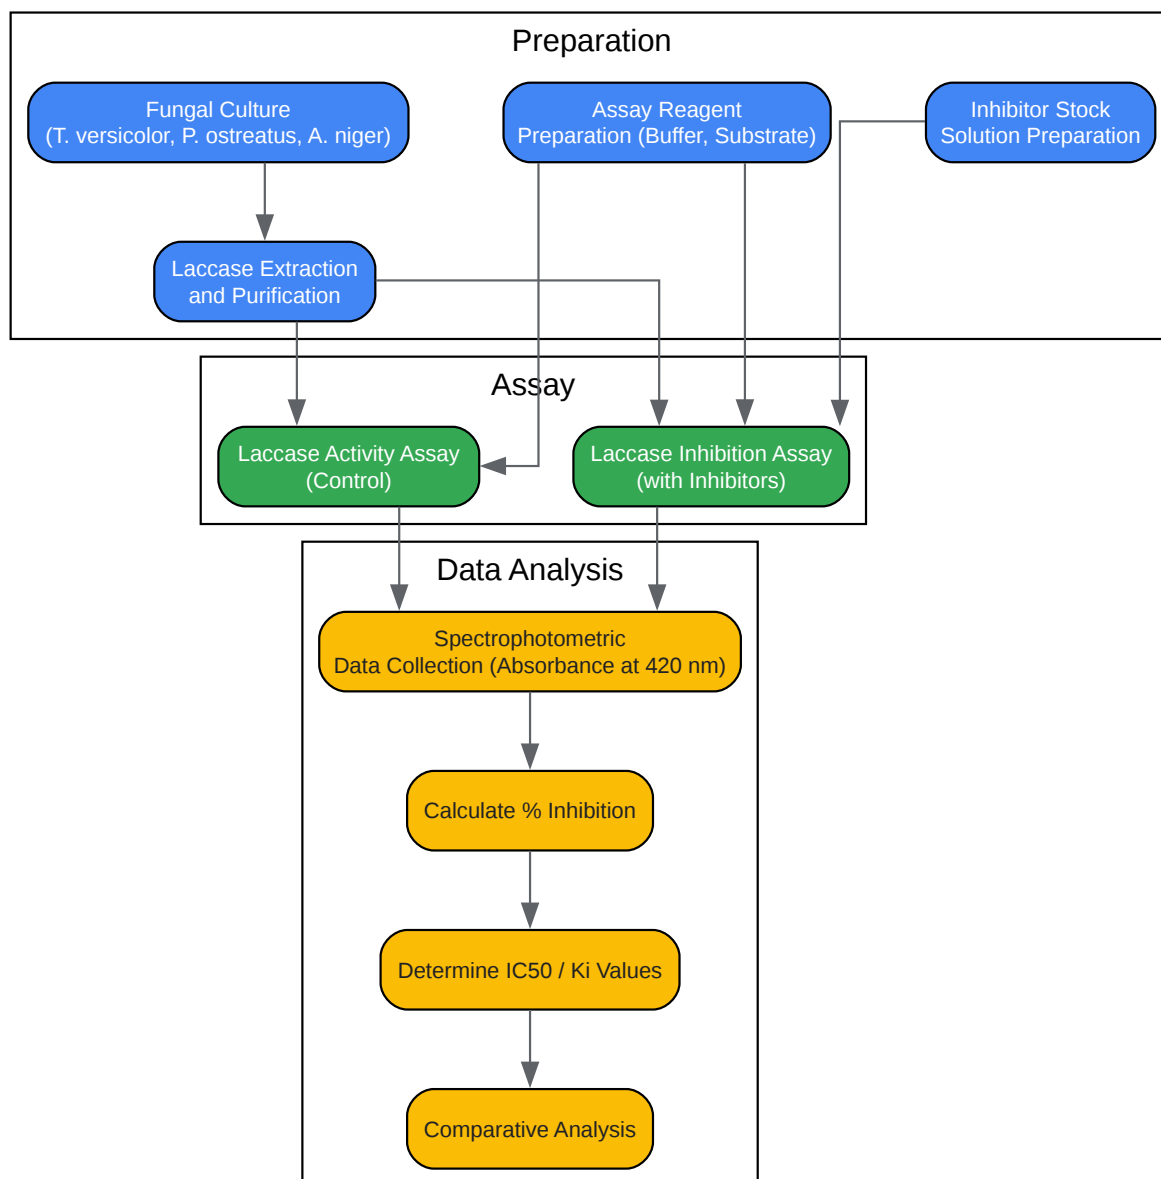 Preparation
Fungal Culture
(T. versicolor, P. ostreatus, A. niger)
Assay Reagent
Preparation (Buffer, Substrate)
Inhibitor Stock
Solution Preparation
Laccase Extraction
and Purification
Assay
Laccase Activity Assay
(Control)
Laccase Inhibition Assay
(with Inhibitors)
Data Analysis
Spectrophotometric
Data Collection (Absorbance at 420 nm)
Calculate % Inhibition
Determine IC50 / Ki Values
Comparative Analysis